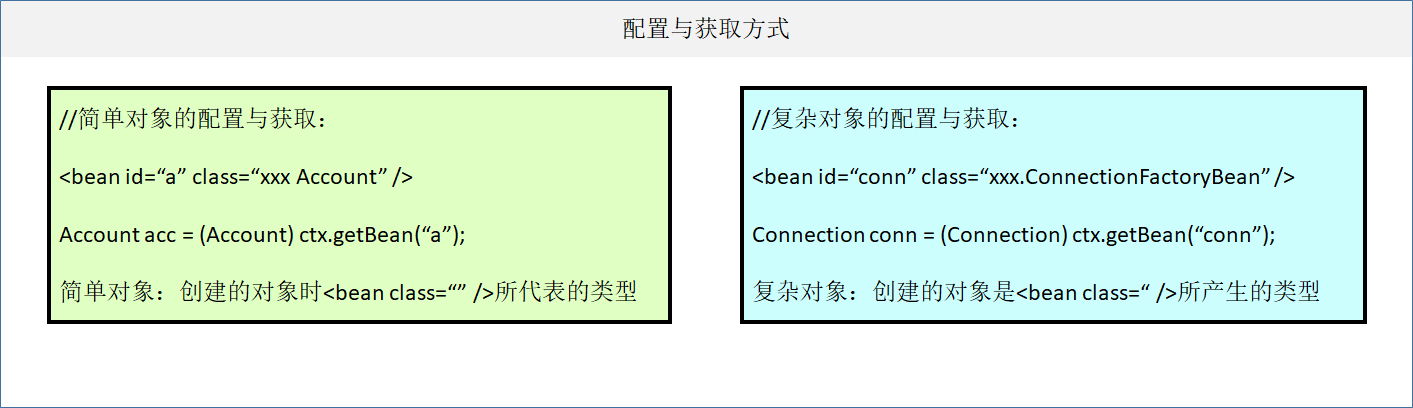 配置与获取方式
//简单对象的配置与获取：
<bean id=“a” class=“xxx Account” />
Account acc = (Account) ctx.getBean(“a”);
简单对象：创建的对象时<bean class=“” />所代表的类型
//复杂对象的配置与获取：
<bean id=“conn” class=“xxx.ConnectionFactoryBean” />
Connection conn = (Connection) ctx.getBean(“conn”);
复杂对象：创建的对象是<bean class=“ />所产生的类型